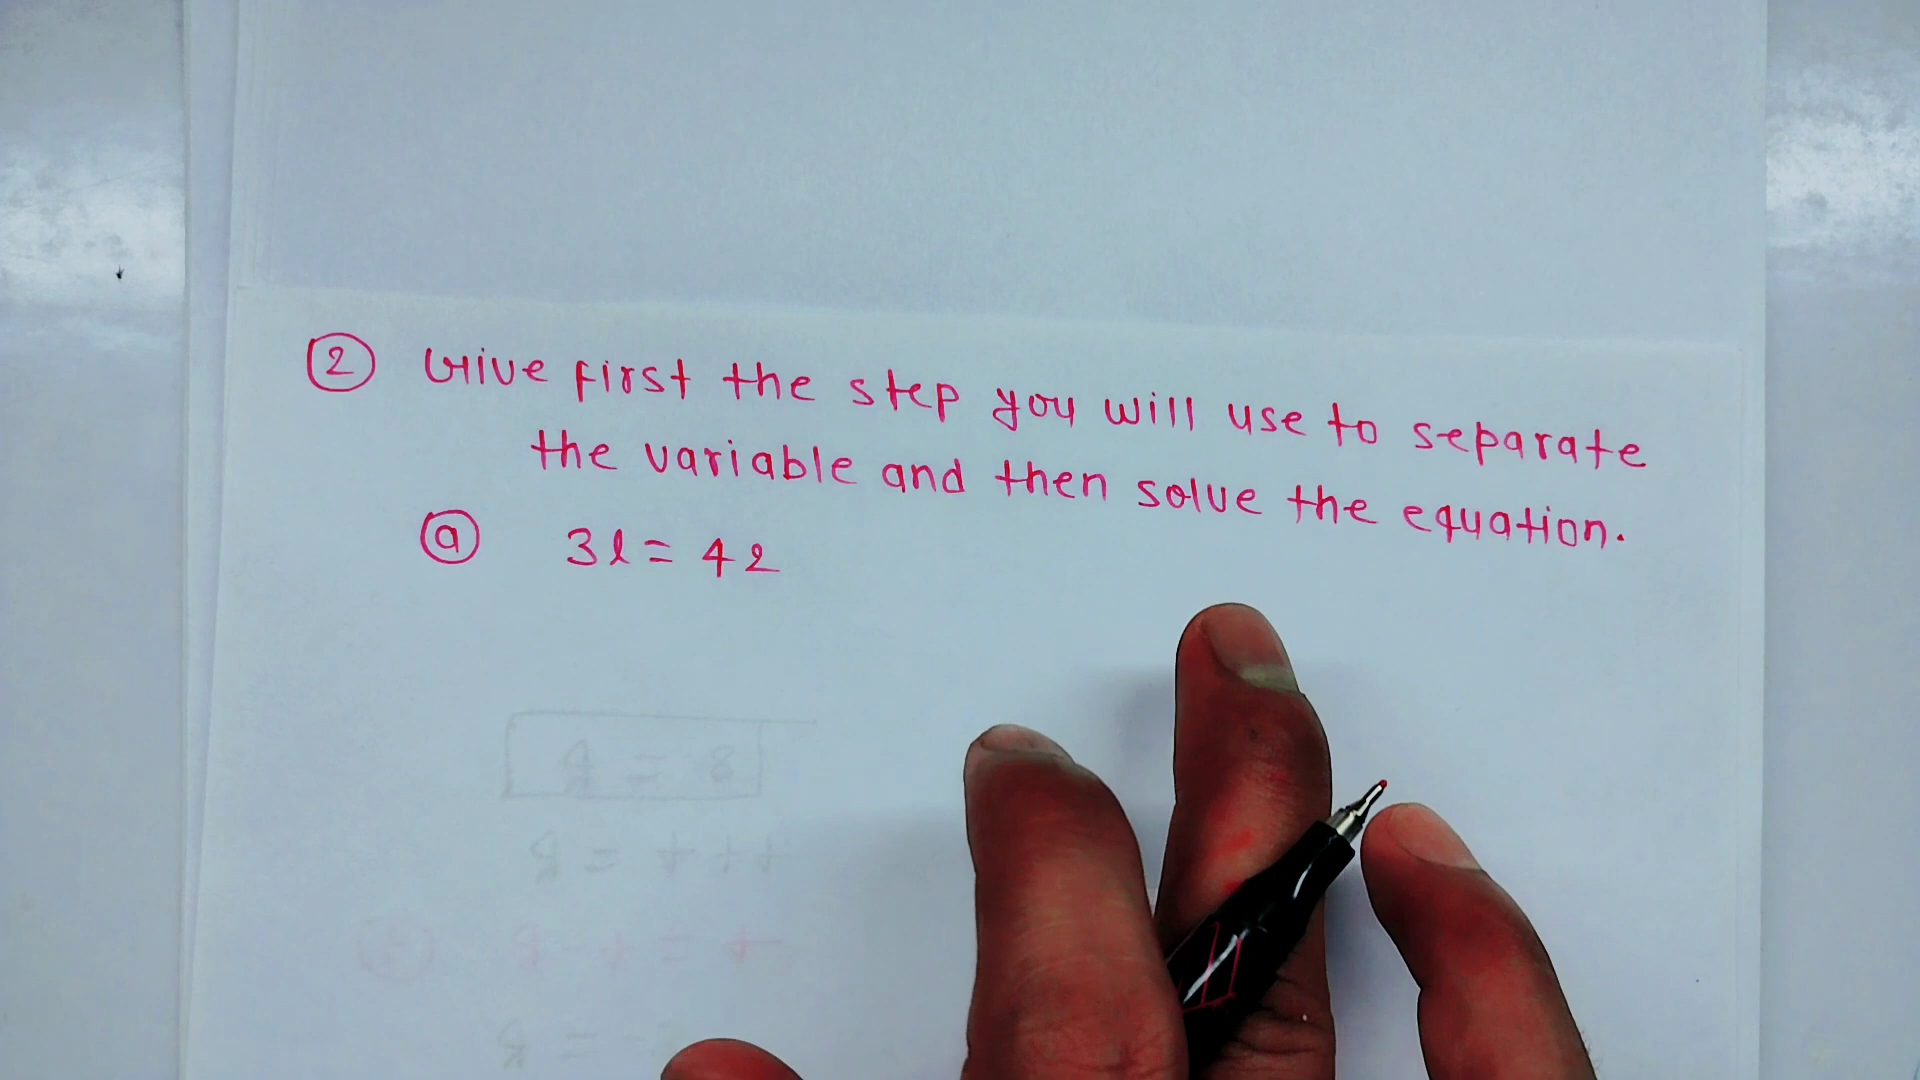 ② Give first the step you will use to separate
the variable and then solve the equation.
ⓐ 3l = 42